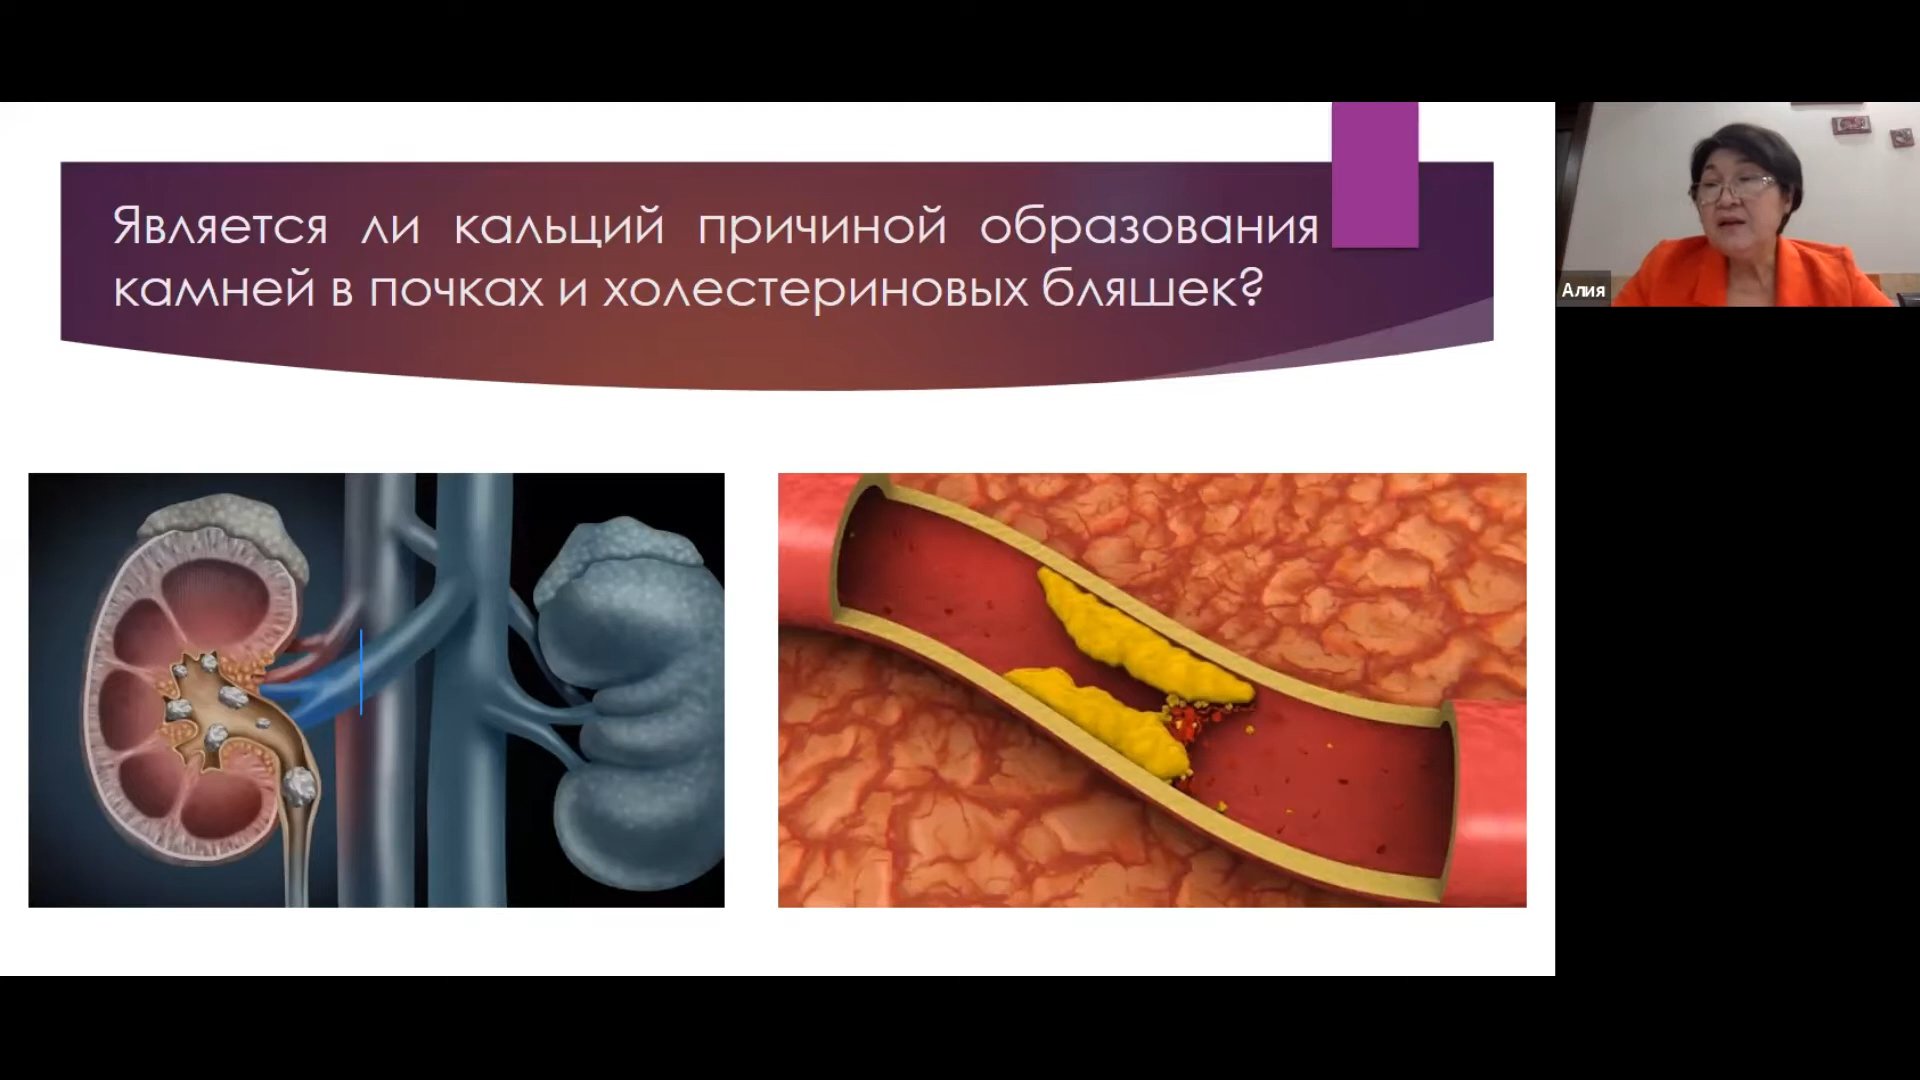 Является ли кальций причиной образования
камней в почках и холестериновых бляшек?
Алия